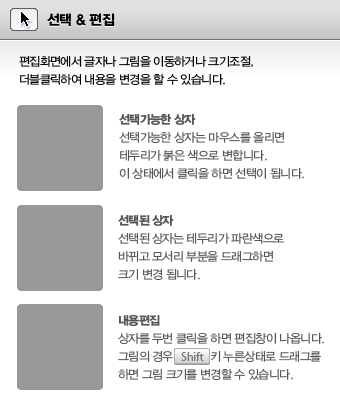 선택 & 편집
편집화면에서 글자나 그림을 이동하거나 크기조절,
더블클릭하여 내용을 변경을 할 수 있습니다.
선택가능한 상자
선택가능한 상자는 마우스를 올리면
테두리가 붉은 색으로 변합니다.
이 상태에서 클릭을 하면 선택이 됩니다.
선택된 상자
선택된 상자는 테두리가 파란색으로
바뀌고 모서리 부분을 드래그하면
크기 변경 됩니다.
내용편집
상자를 두번 클릭을 하면 편집창이 나옵니다.
그림의 경우 Shift 키 누른상태로 드래그를
하면 그림 크기를 변경할 수 있습니다.